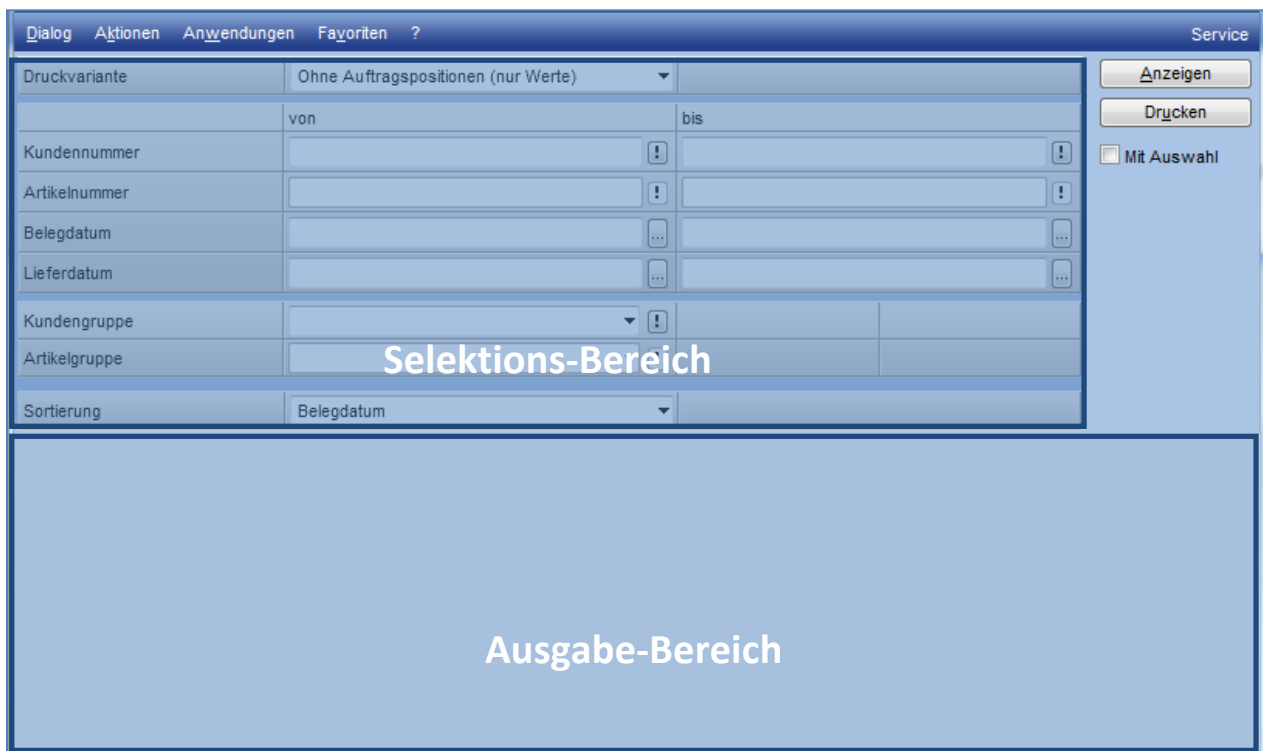 Dialog Aktionen Anwendungen Favoriten ? Service
Druckvariante Ohne Auftragspositionen (nur Werte) Anzeigen
von bis Drucken
Kundennummer ! ! Mit Auswahl
Artikelnummer ! !
Belegdatum ... ...
Lieferdatum ... ...
Kundengruppe !
Artikelgruppe
Selektions-Bereich
Sortierung Belegdatum
Ausgabe-Bereich